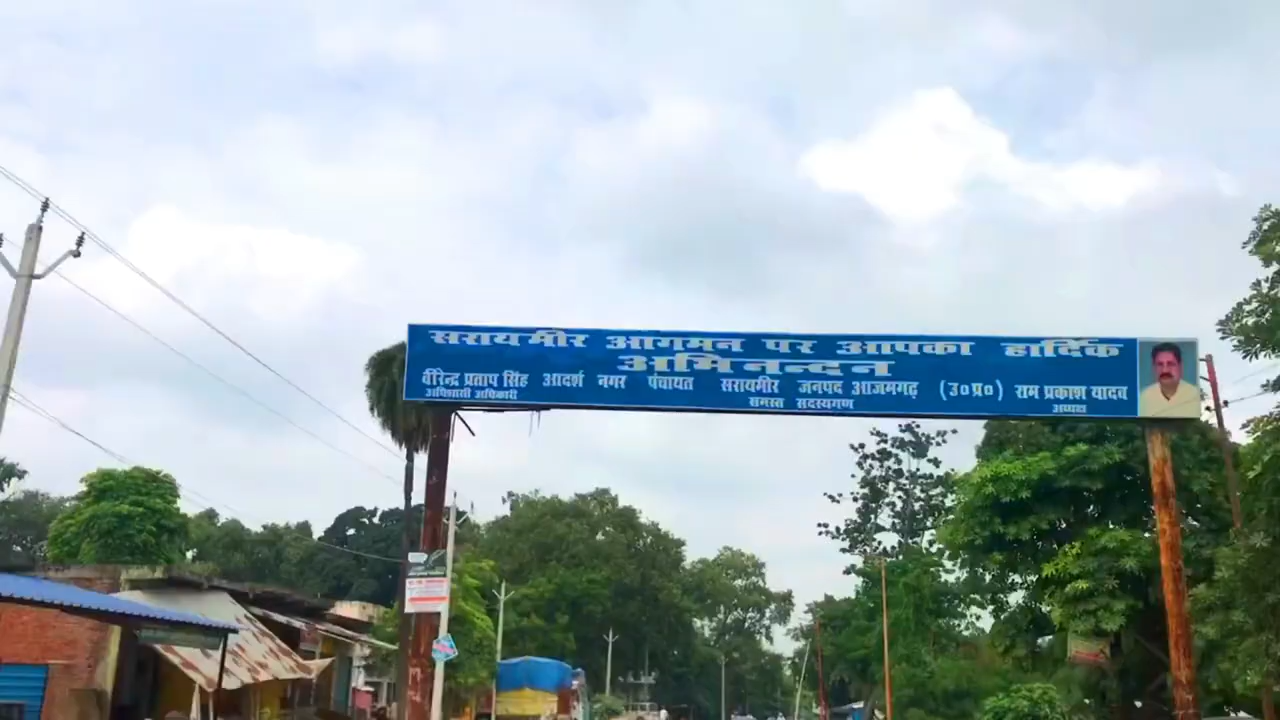 सरायमीर आगमन पर आपका हार्दिक
अभिनन्दन
वीरेन्द्र प्रताप सिंह आदर्श नगर पंचायत सरायमीर जनपद आजमगढ़ (उ०प्र०) राम प्रकाश यादव
अधिशासी अधिकारी समस्त सदस्यगण अध्यक्ष